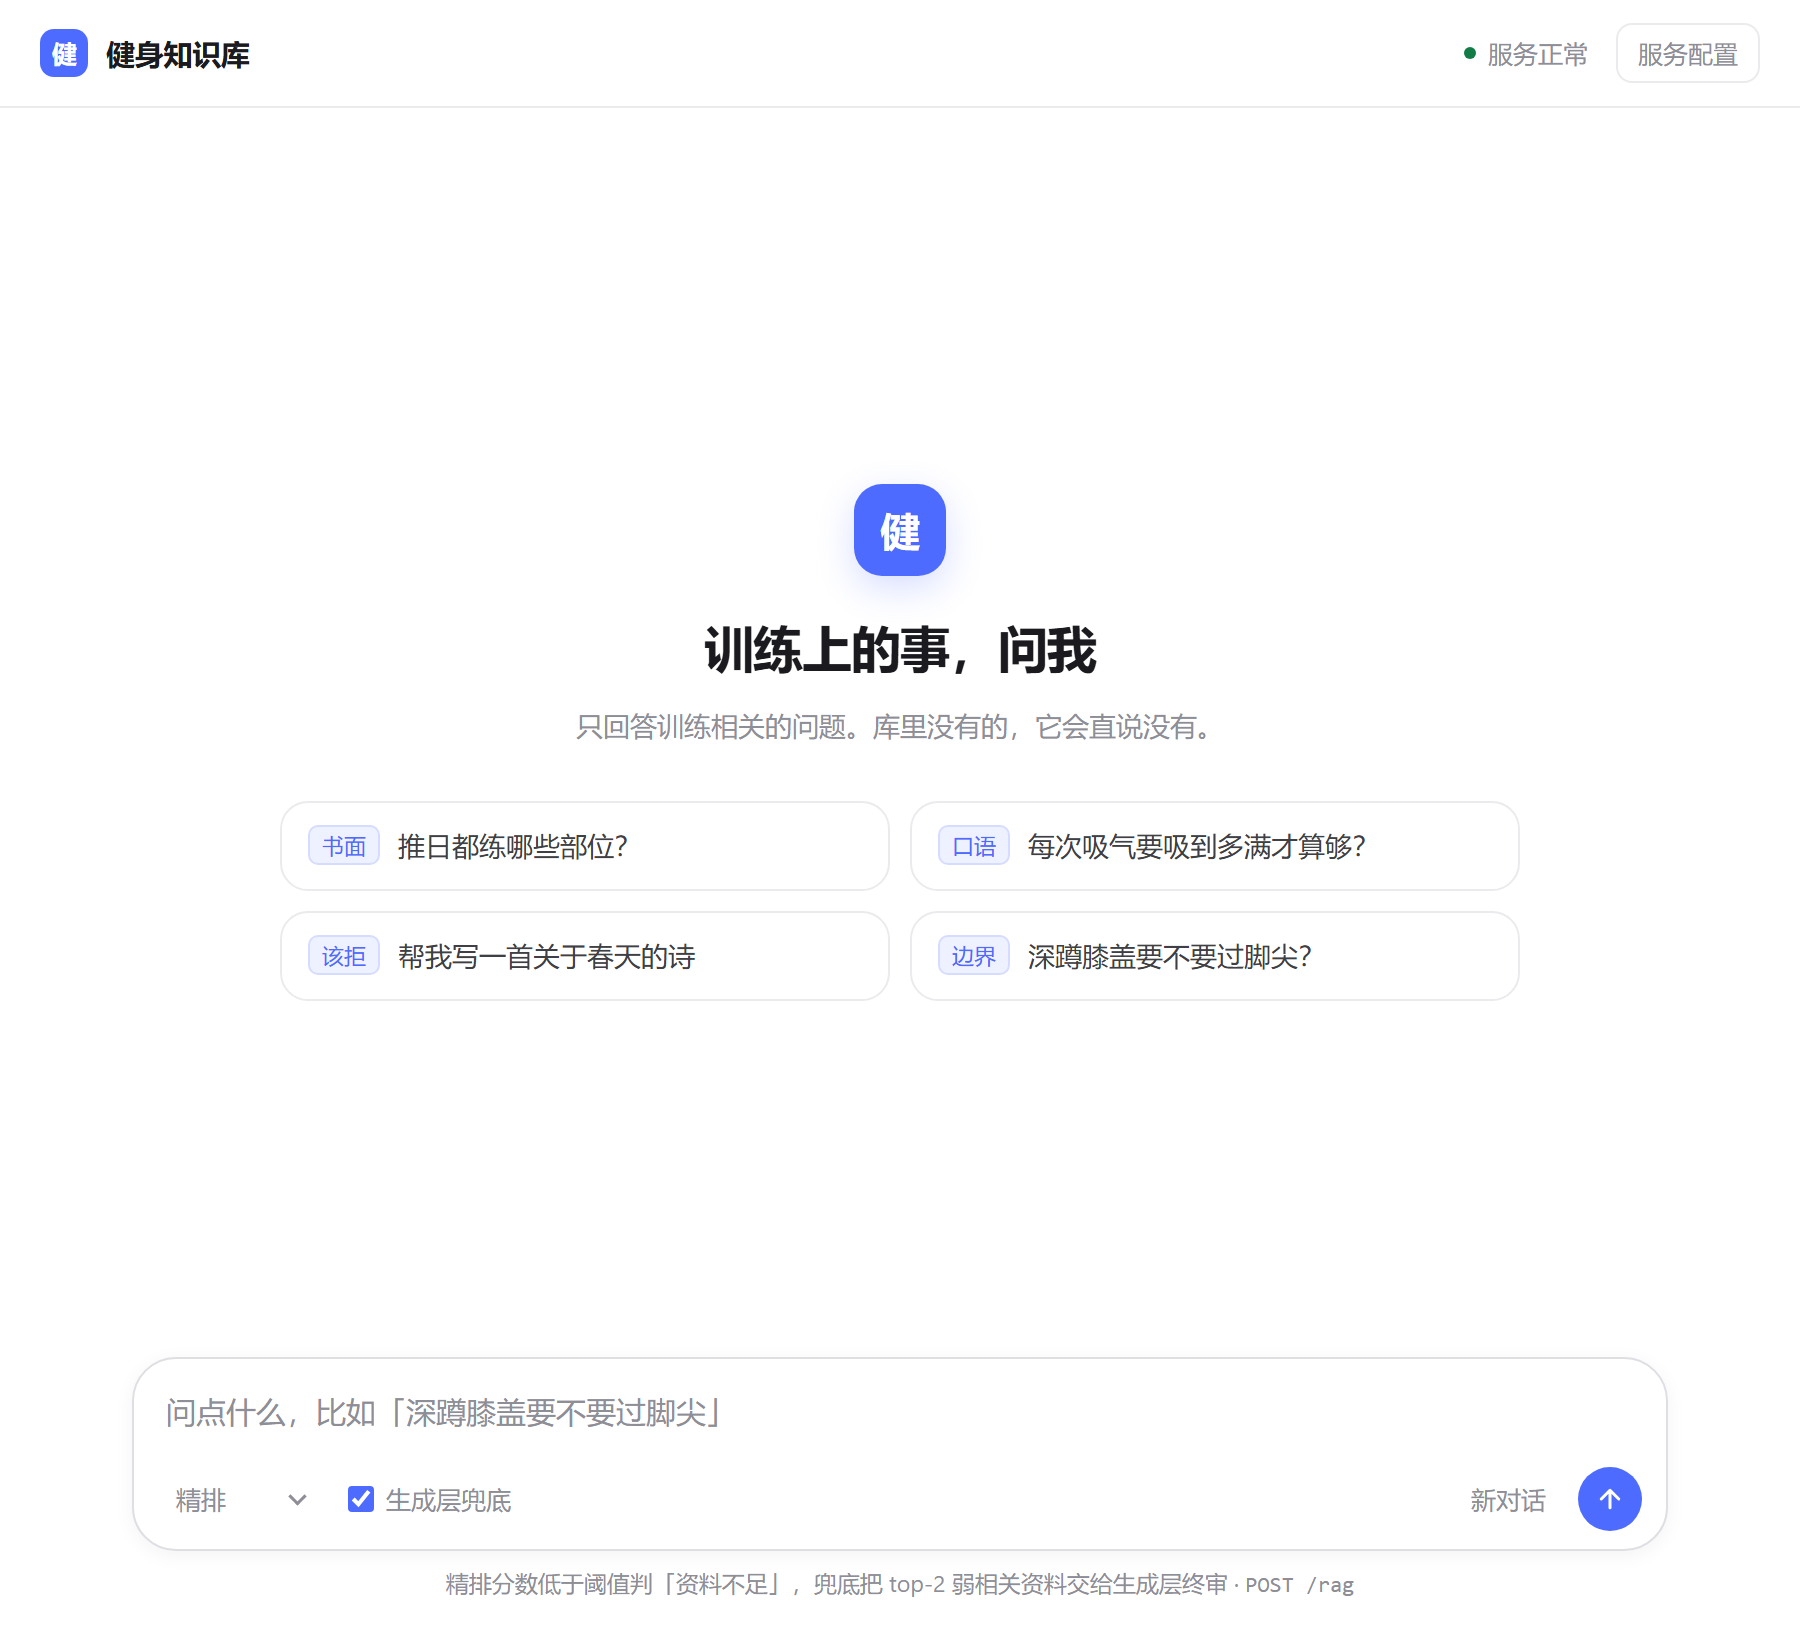 健 健身知识库
服务正常 服务配置
健
训练上的事，问我
只回答训练相关的问题。库里没有的，它会直说没有。
书面 推日都练哪些部位？
口语 每次吸气要吸到多满才算够？
该拒 帮我写一首关于春天的诗
边界 深蹲膝盖要不要过脚尖？
问点什么，比如「深蹲膝盖要不要过脚尖」
精排 生成层兜底 新对话
精排分数低于阈值判「资料不足」，兜底把 top-2 弱相关资料交给生成层终审 · POST /rag